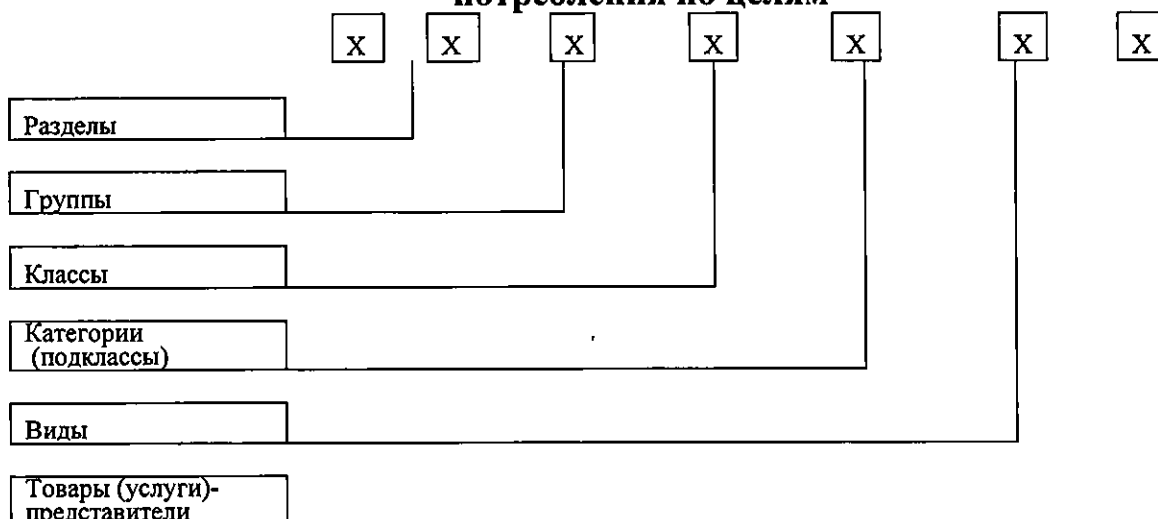 потребления по целям
X X X X X X X
Разделы
Группы
Классы
Категории
(подклассы)
Виды
Товары (услуги)-
представители